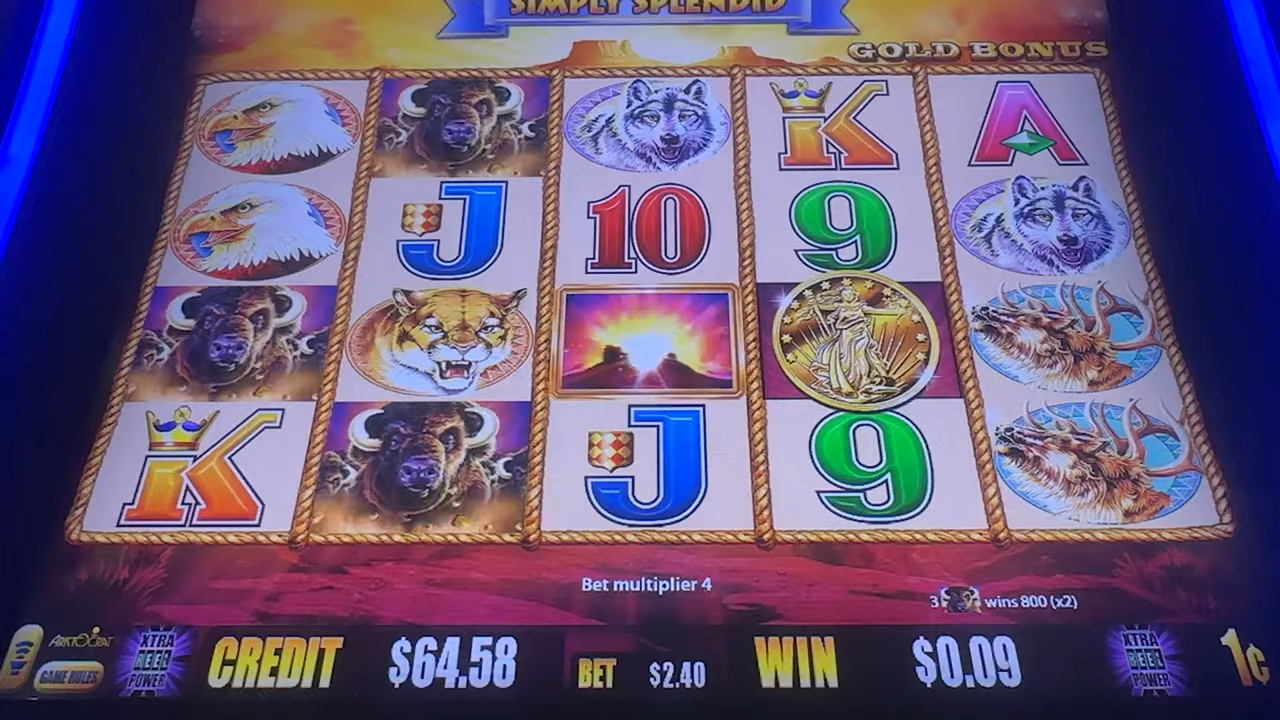 SIMPLY SPLENDID
GOLD BONUS
K A
J 10 9
K J 9
Bet multiplier 4
3 wins 800 (x2)
ARISTOCRAT
GAME RULES
XTRA
REEL
POWER
CREDIT $64.58 BET $2.40 WIN $0.09
XTRA
REEL
POWER
1¢